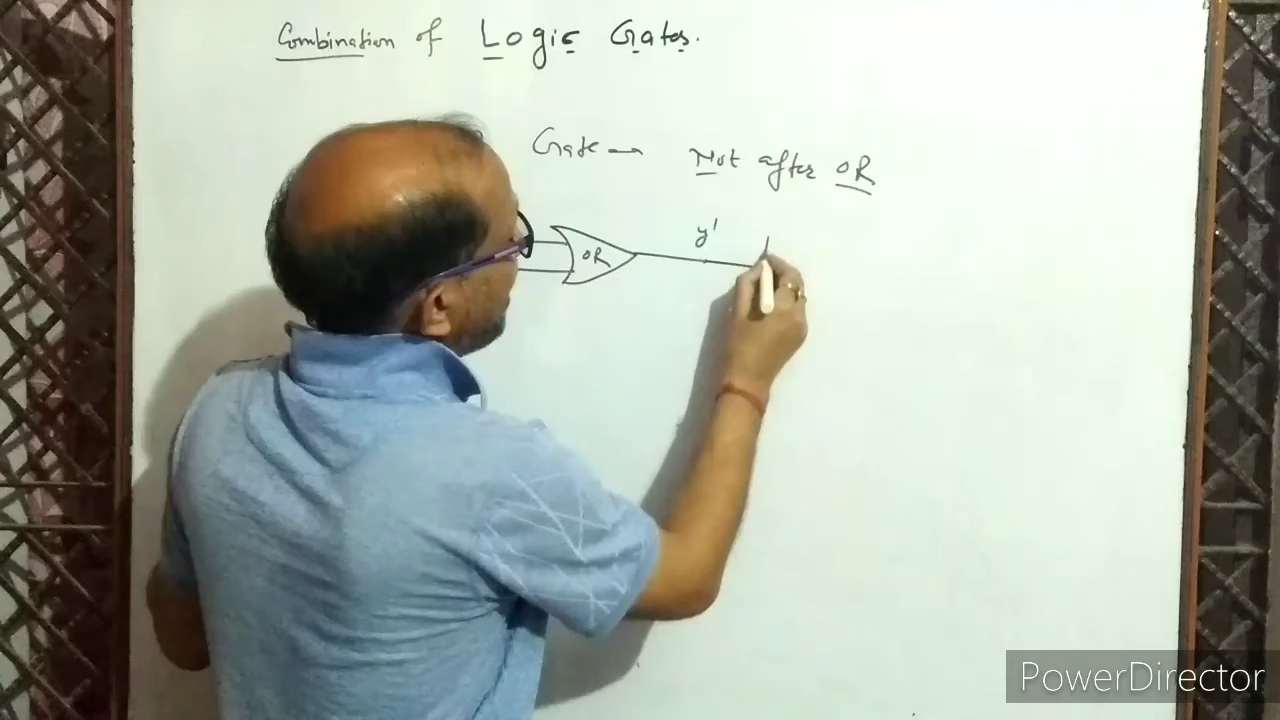 Combination of Logic Gates.
Gate → Not after OR
y'
OR
PowerDirector